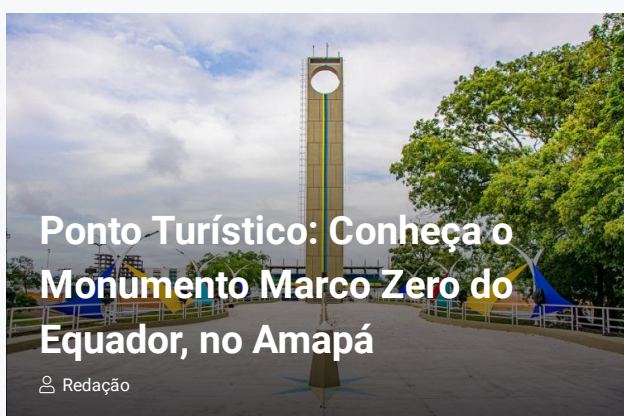 Ponto Turístico: Conheça o
Monumento Marco Zero do
Equador, no Amapá
Redação